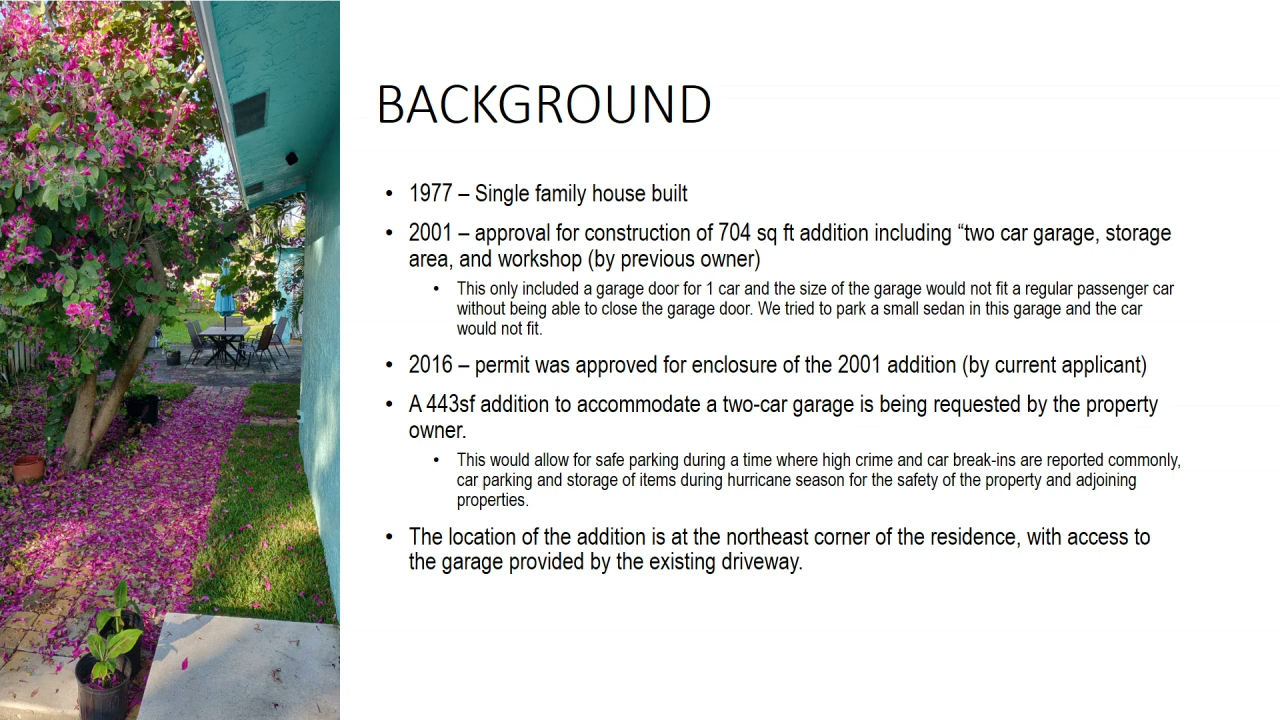 BACKGROUND
• 1977 – Single family house built
• 2001 – approval for construction of 704 sq ft addition including “two car garage, storage
area, and workshop (by previous owner)
• This only included a garage door for 1 car and the size of the garage would not fit a regular passenger car
without being able to close the garage door. We tried to park a small sedan in this garage and the car
would not fit.
• 2016 – permit was approved for enclosure of the 2001 addition (by current applicant)
• A 443sf addition to accommodate a two-car garage is being requested by the property
owner.
• This would allow for safe parking during a time where high crime and car break-ins are reported commonly,
car parking and storage of items during hurricane season for the safety of the property and adjoining
properties.
• The location of the addition is at the northeast corner of the residence, with access to
the garage provided by the existing driveway.